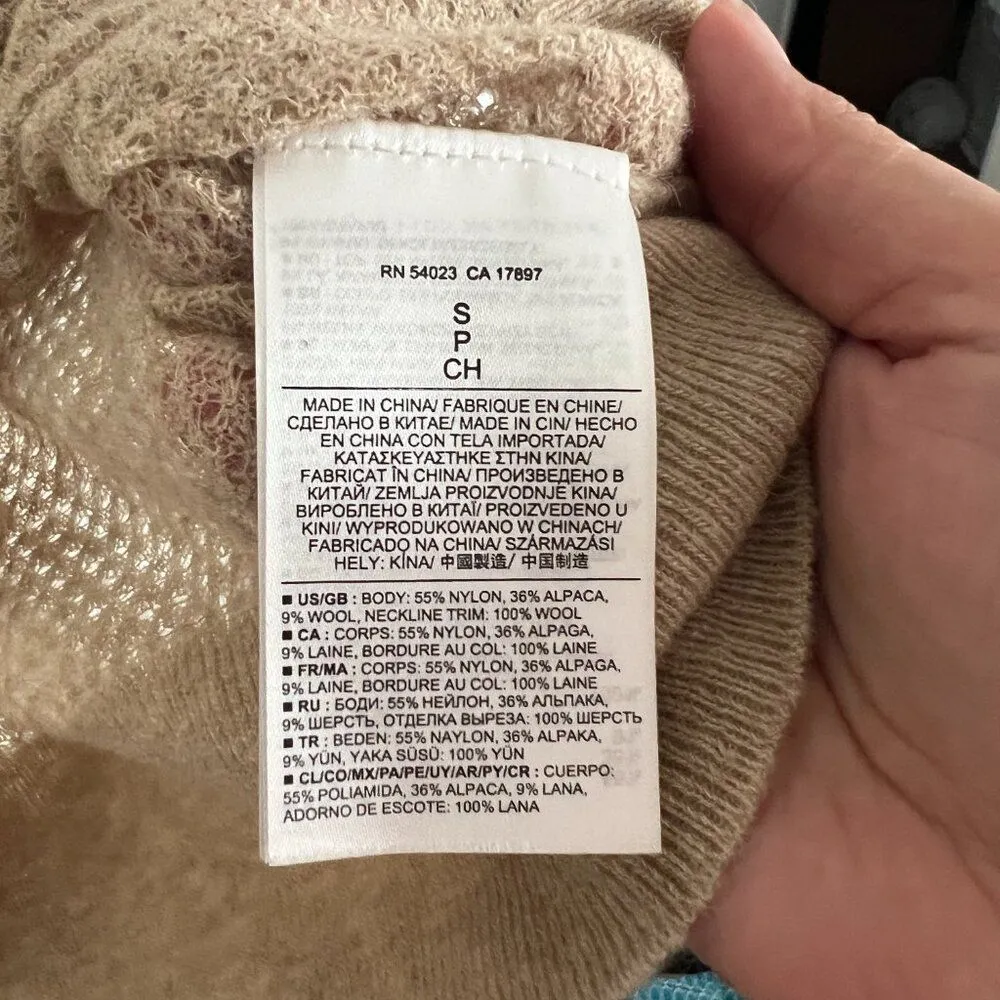 RN 54023 CA 17897
S
P
CH
MADE IN CHINA/ FABRIQUE EN CHINE/
СДЕЛАНО В КИТАЕ/ MADE IN CIN/ HECHO
EN CHINA CON TELA IMPORTADA/
ΚΑΤΑΣΚΕΥΑΣΤΗΚΕ ΣΤΗΝ ΚΙΝΑ/
FABRICAT ÎN CHINA/ ПРОИЗВЕДЕНО В
КИТАЙ/ ZEMLJA PROIZVODNJE KINA/
ВИРОБЛЕНО В КИТАЇ/ PROIZVEDENO U
KINI/ WYPRODUKOWANO W CHINACH/
FABRICADO NA CHINA/ SZÁRMAZÁSI
HELY: KÍNA/ 中國製造/ 中国制造
■ US/GB : BODY: 55% NYLON, 36% ALPACA,
9% WOOL, NECKLINE TRIM: 100% WOOL
■ CA : CORPS: 55% NYLON, 36% ALPAGA,
9% LAINE, BORDURE AU COL: 100% LAINE
■ FR/MA : CORPS: 55% NYLON, 36% ALPAGA,
9% LAINE, BORDURE AU COL: 100% LAINE
■ RU : БОДИ: 55% НЕЙЛОН, 36% АЛЬПАКА,
9% ШЕРСТЬ, ОТДЕЛКА ВЫРЕЗА: 100% ШЕРСТЬ
■ TR : BEDEN: 55% NAYLON, 36% ALPAKA,
9% YÜN, YAKA SÜSÜ: 100% YÜN
■ CL/CO/MX/PA/PE/UY/AR/PY/CR : CUERPO:
55% POLIAMIDA, 36% ALPACA, 9% LANA,
ADORNO DE ESCOTE: 100% LANA